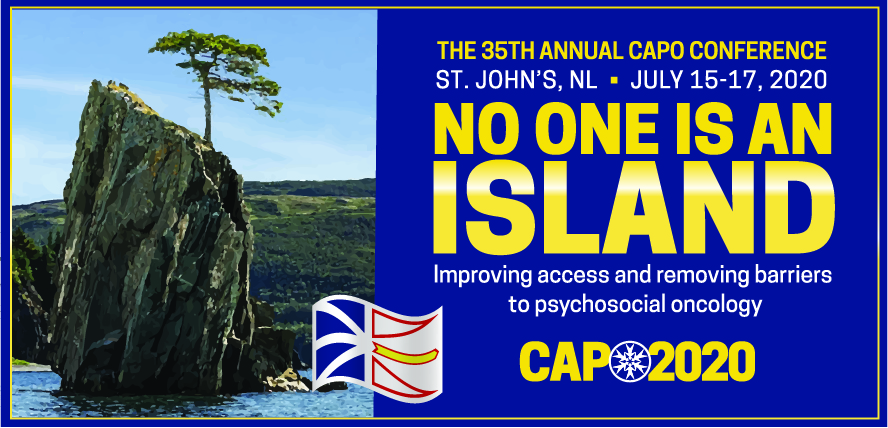 THE 35TH ANNUAL CAPO CONFERENCE
ST. JOHN'S, NL ▪ JULY 15-17, 2020
NO ONE IS AN
ISLAND
Improving access and removing barriers
to psychosocial oncology
CAPO2020